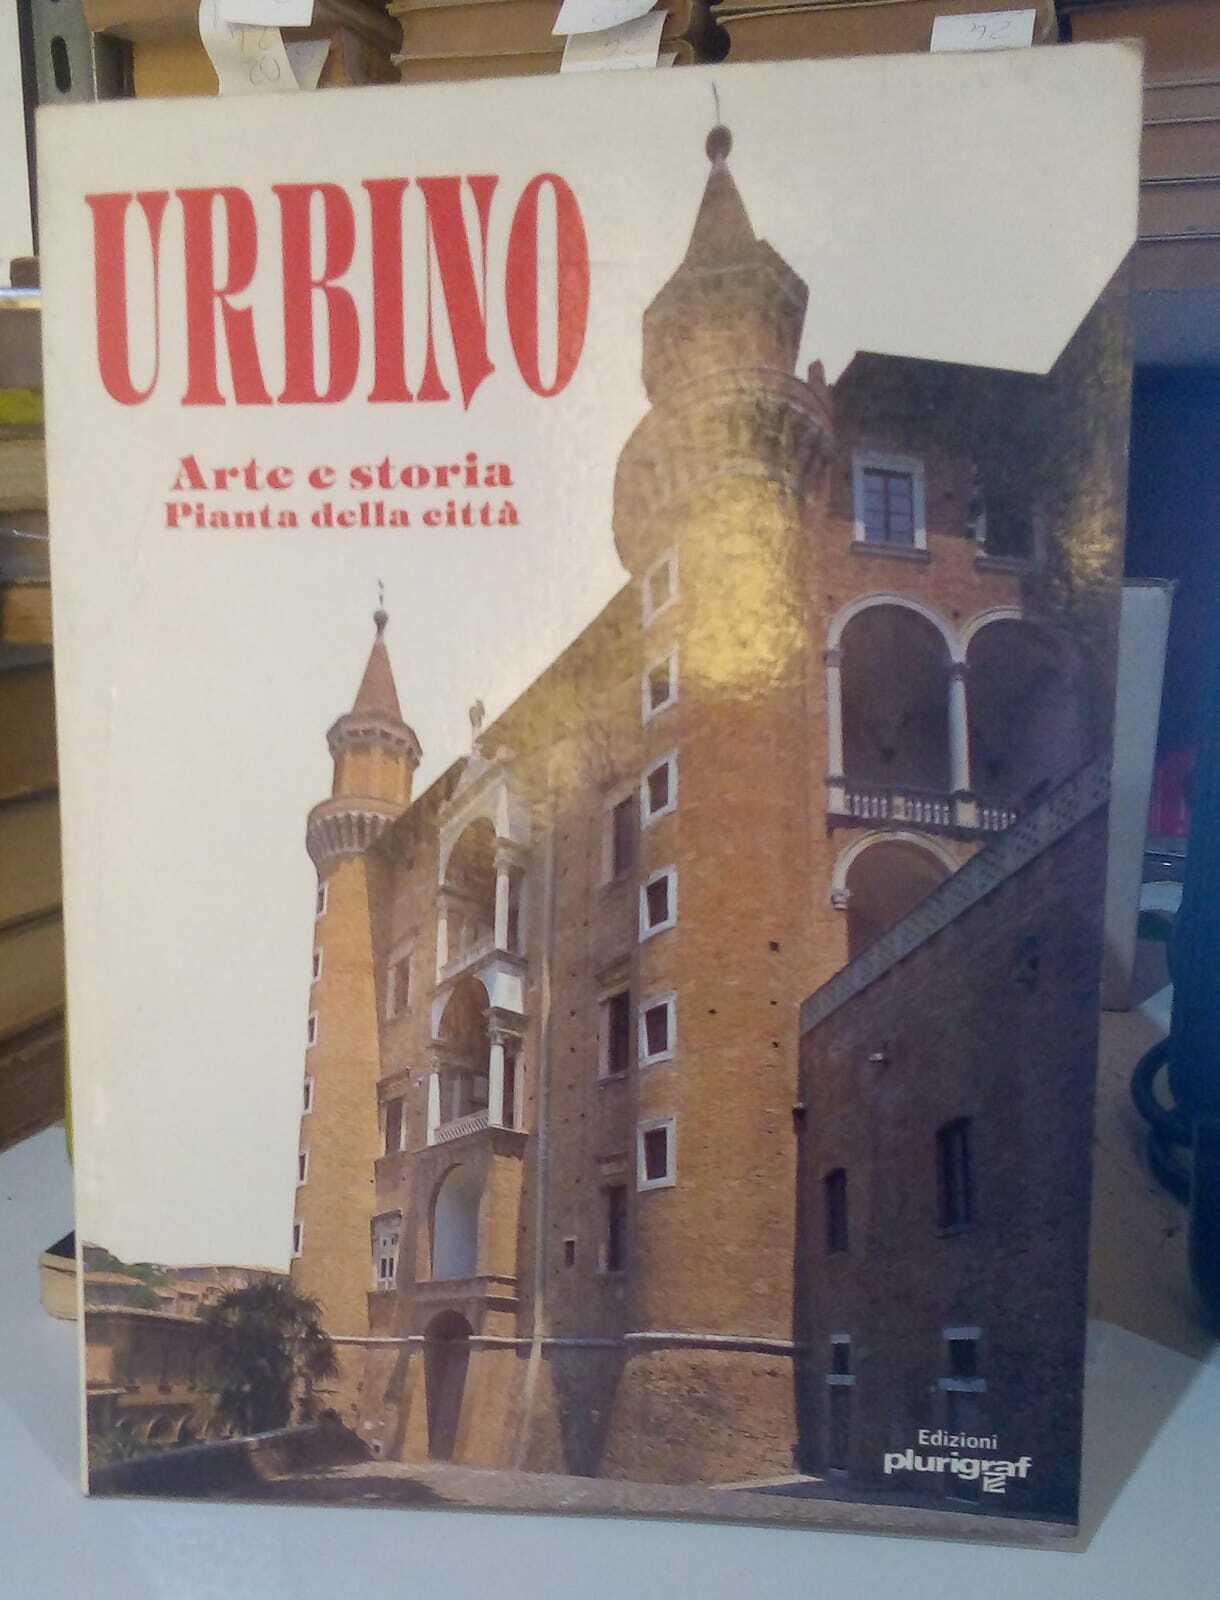 URBINO
Arte e storia
Pianta della città
Edizioni
plurigraf